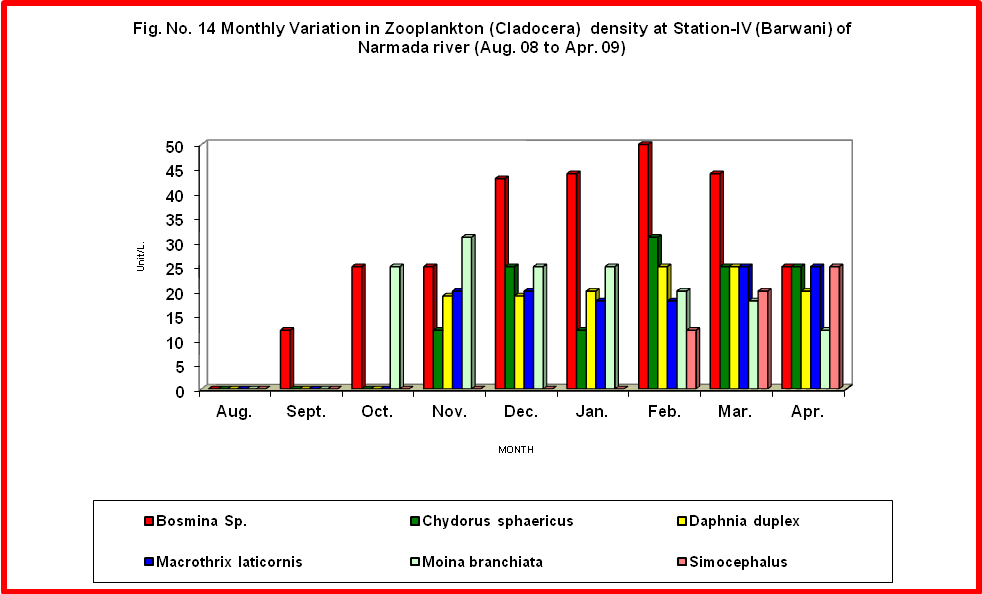 Fig. No. 14 Monthly Variation in Zooplankton (Cladocera) density at Station-IV (Barwani) of
Narmada river (Aug. 08 to Apr. 09)
50
45
40
35
30
25
20
15
10
5
0
Unit/L.
Aug. Sept. Oct. Nov. Dec. Jan. Feb. Mar. Apr.
MONTH
Bosmina Sp. Chydorus sphaericus Daphnia duplex
Macrothrix laticornis Moina branchiata Simocephalus